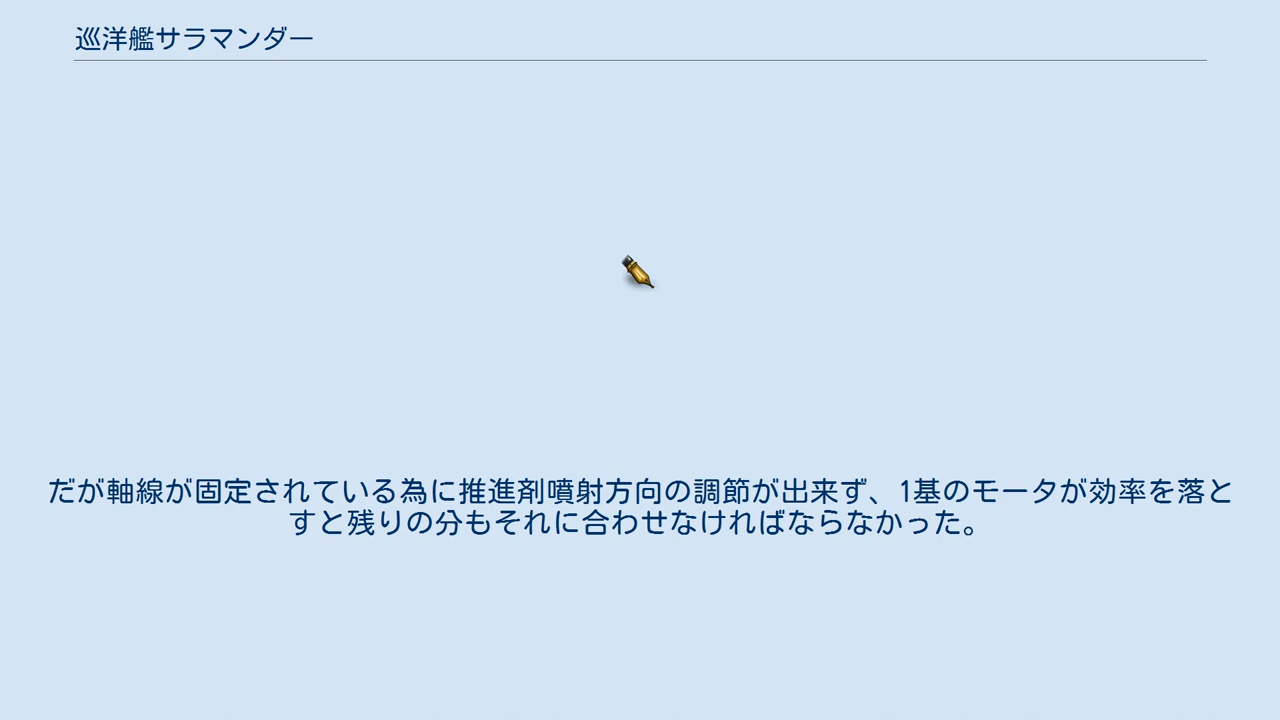 巡洋艦サラマンダー
だが軸線が固定されている為に推進剤噴射方向の調節が出来ず、1基のモータが効率を落と
すと残りの分もそれに合わせなければならなかった。